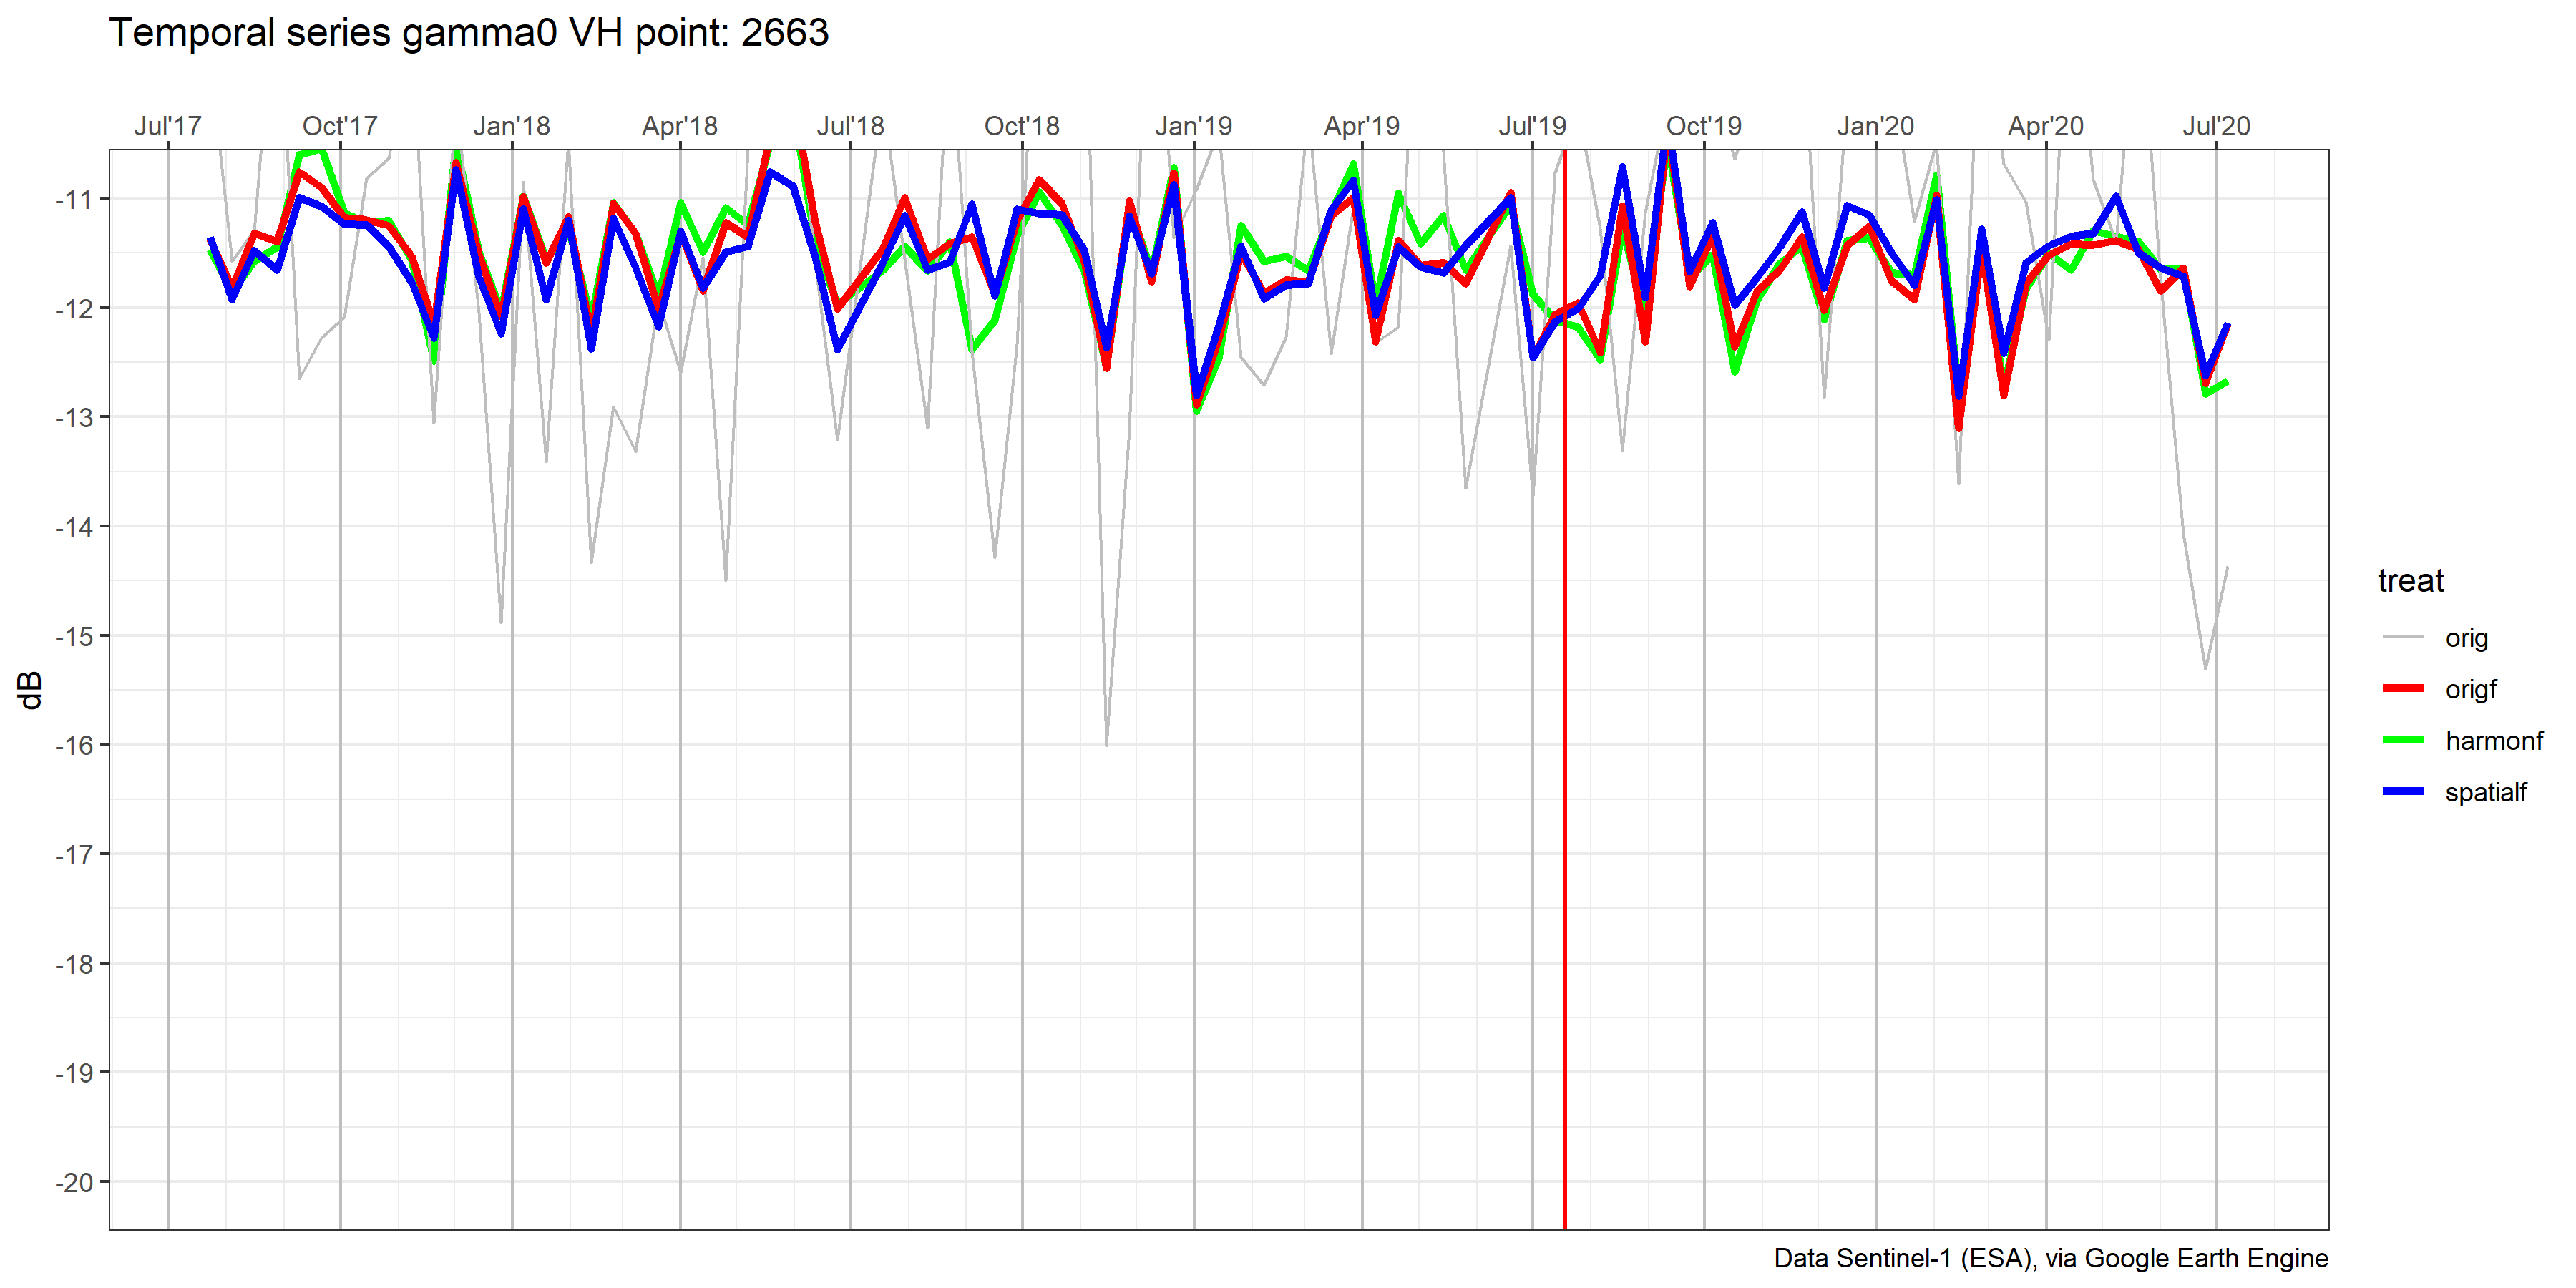 Temporal series gamma0 VH point: 2663
Jul'17 Oct'17 Jan'18 Apr'18 Jul'18 Oct'18 Jan'19 Apr'19 Jul'19 Oct'19 Jan'20 Apr'20 Jul'20
-11
-12
-13
-14
-15
-16
-17
-18
-19
-20
dB
treat
orig
origf
harmonf
spatialf
Data Sentinel-1 (ESA), via Google Earth Engine